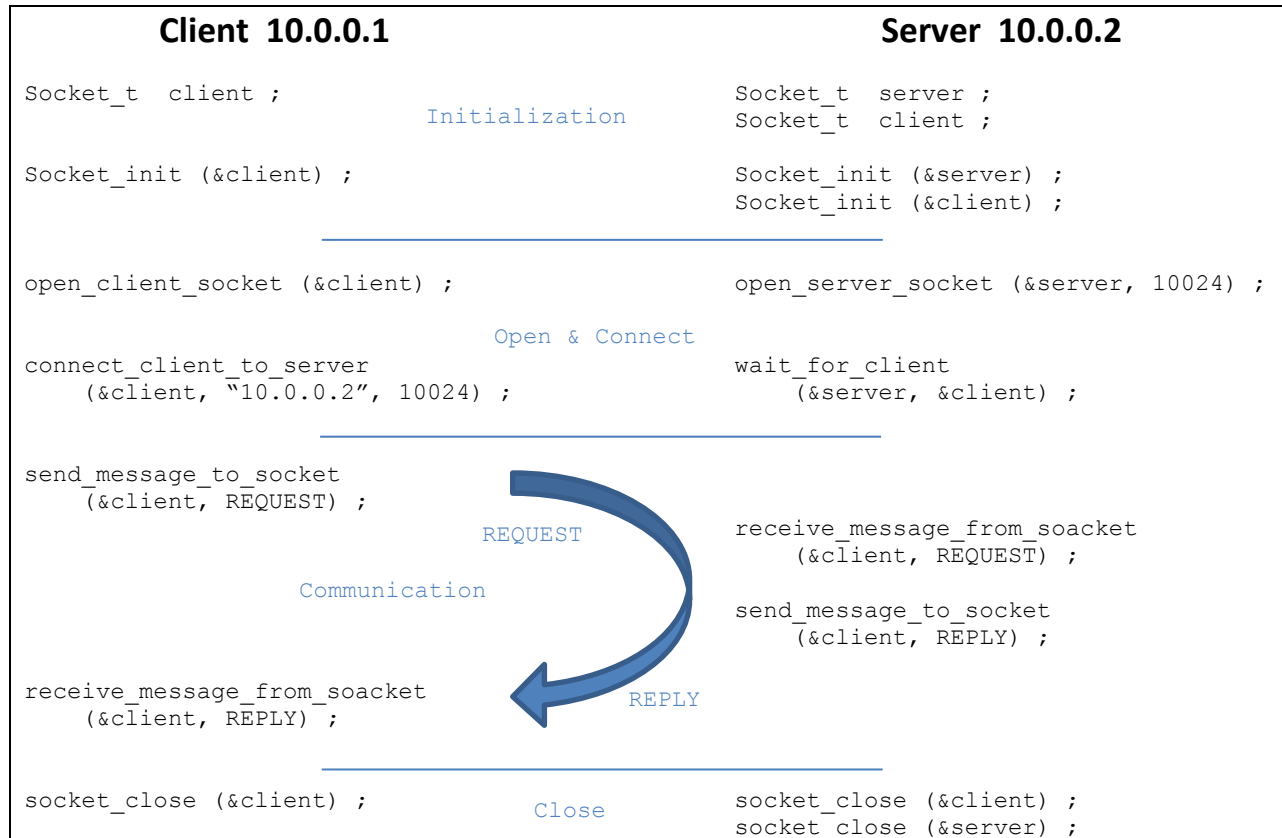 Client 10.0.0.1
Server 10.0.0.2
Socket_t client ;
Initialization
Socket_t server ;
Socket_t client ;
Socket_init (&client) ;
Socket_init (&server) ;
Socket_init (&client) ;
open_client_socket (&client) ;
open_server_socket (&server, 10024) ;
Open & Connect
connect_client_to_server
(&client, “10.0.0.2”, 10024) ;
wait_for_client
(&server, &client) ;
send_message_to_socket
(&client, REQUEST) ;
REQUEST
receive_message_from_soacket
(&client, REQUEST) ;
Communication
send_message_to_socket
(&client, REPLY) ;
receive_message_from_soacket
(&client, REPLY) ;
REPLY
socket_close (&client) ;
Close
socket_close (&client) ;
socket_close (&server) ;